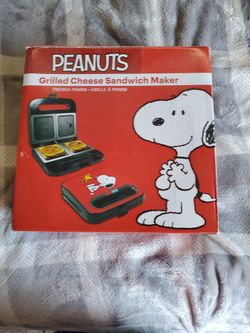 PEANUTS
Grilled Cheese Sandwich Maker
PRENSA PANINI • GRILLE À PANINI